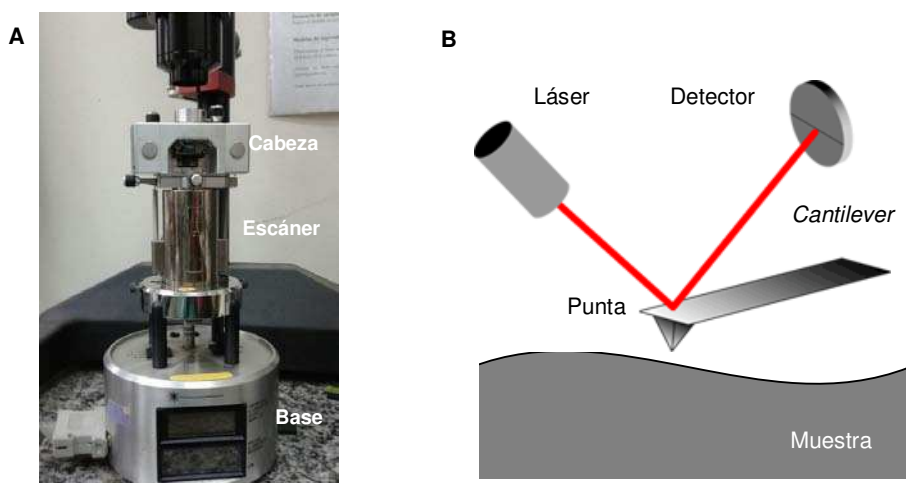 A
Cabeza
Escáner
Base
B
Láser
Detector
Cantilever
Punta
Muestra